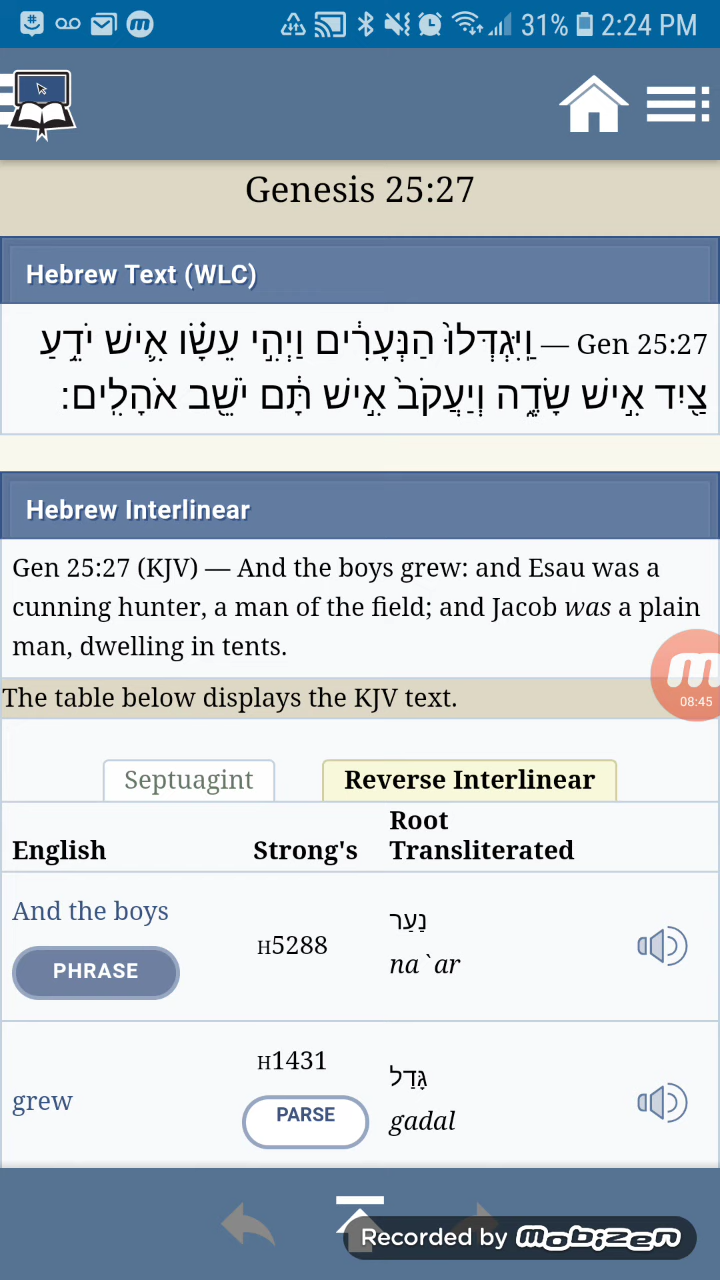 31% 2:24 PM
Genesis 25:27
Hebrew Text (WLC)
Gen 25:27 — וַֽיִּגְדְּלוּ֙ הַנְּעָרִ֔ים וַיְהִ֣י עֵשָׂ֗ו אִ֛ישׁ יֹדֵ֥עַ
צַ֖יִד אִ֣ישׁ שָׂדֶ֑ה וְיַעֲקֹב֙ אִ֣ישׁ תָּ֔ם יֹשֵׁ֖ב אֹהָלִֽים׃
Hebrew Interlinear
Gen 25:27 (KJV) — And the boys grew: and Esau was a
cunning hunter, a man of the field; and Jacob was a plain
man, dwelling in tents.
08:45
The table below displays the KJV text.
Septuagint Reverse Interlinear
English Strong's Root
Transliterated
And the boys
PHRASE
H5288
נַעַר
na`ar
grew
H1431
PARSE
גָּדַל
gadal
Recorded by mobizen